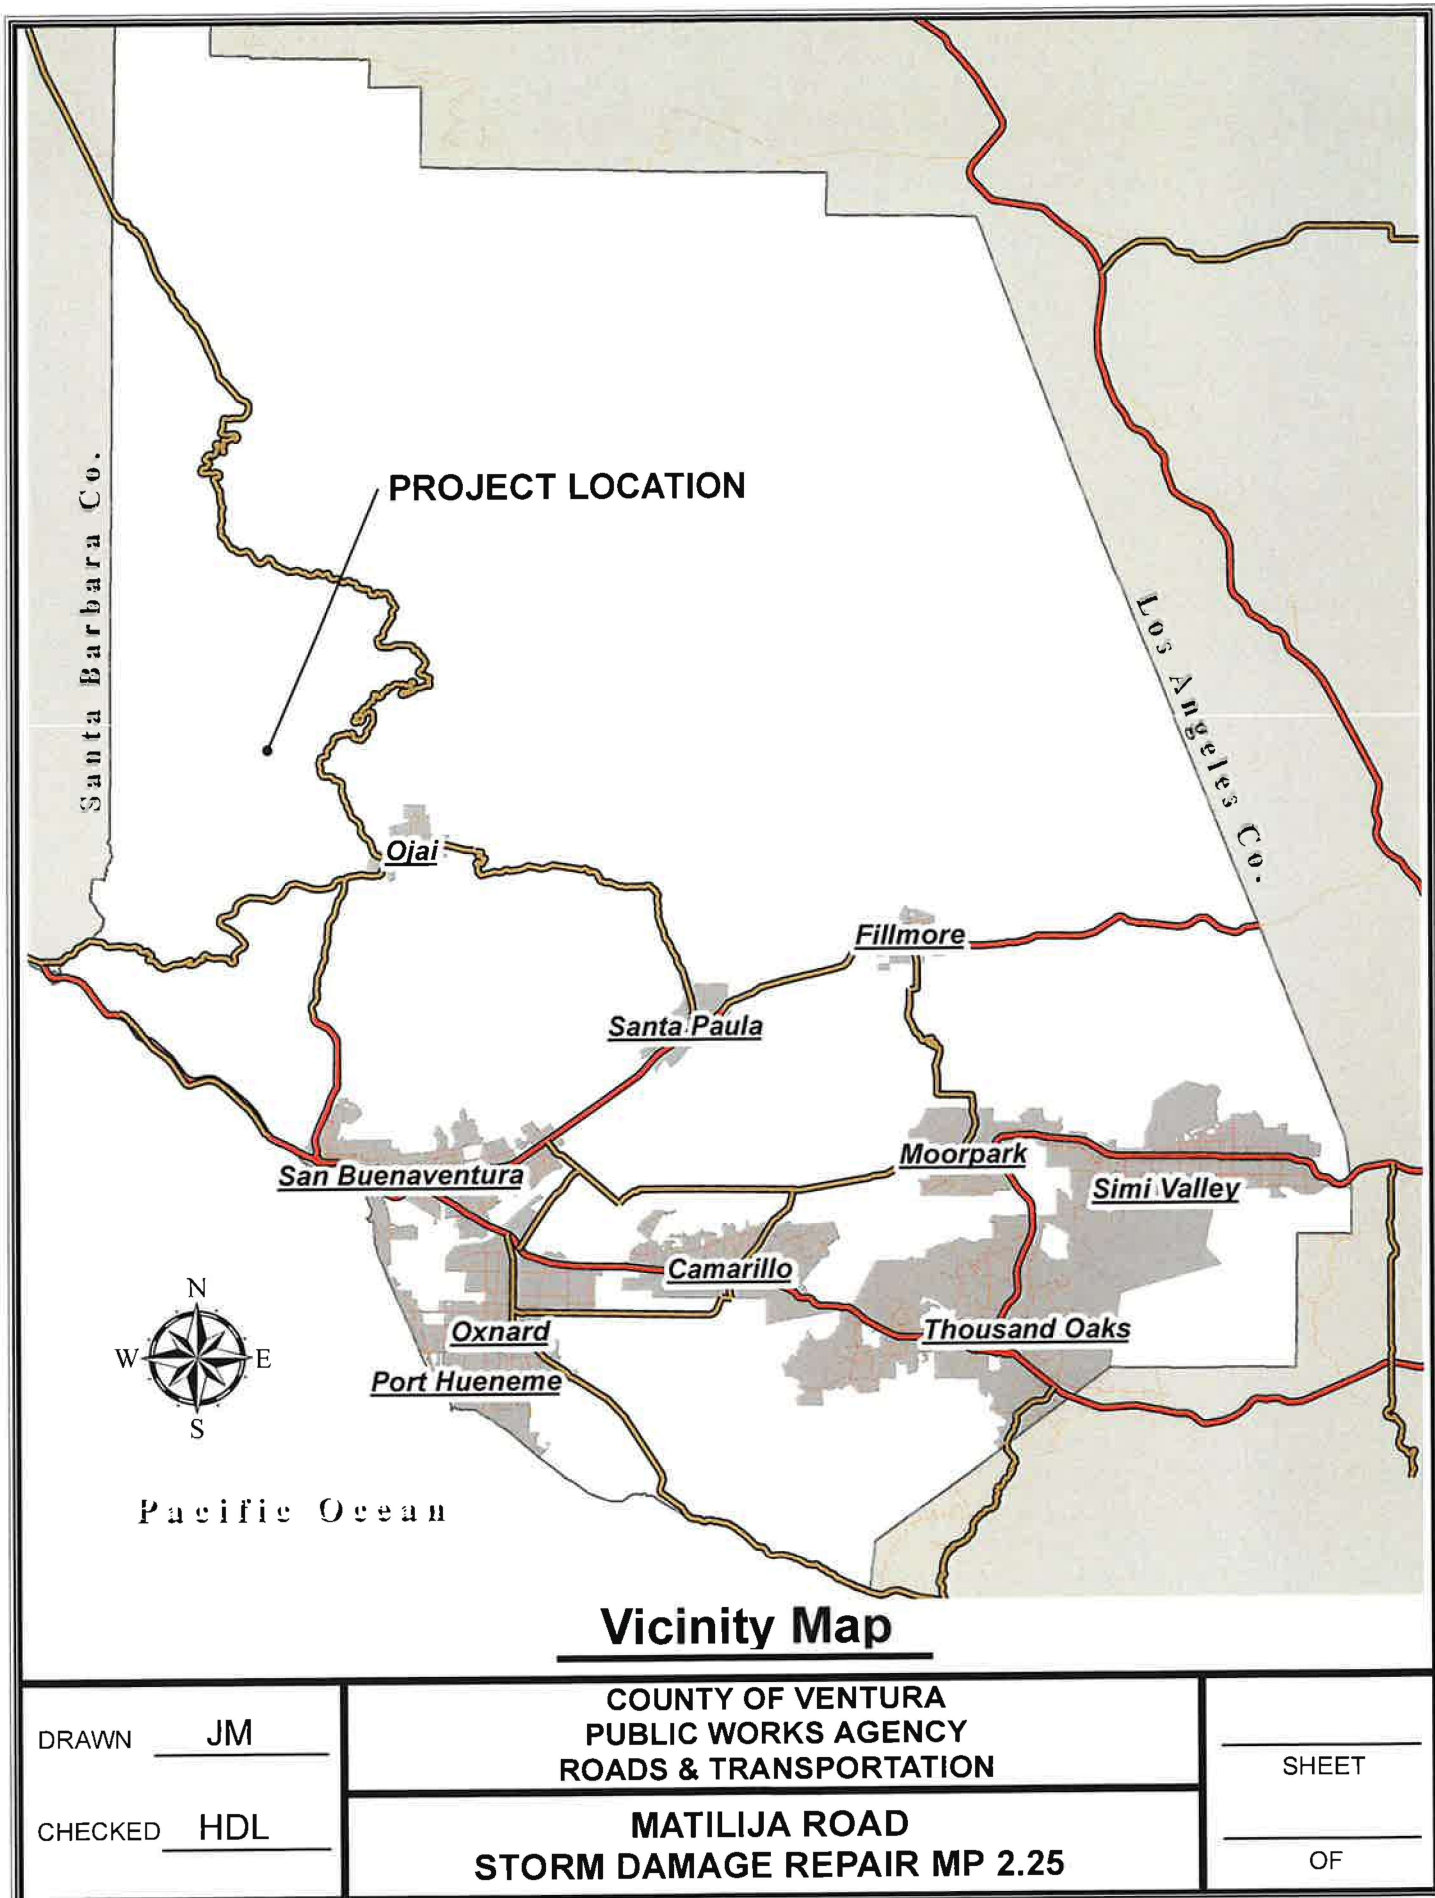 PROJECT LOCATION
Santa Barbara Co.
Los Angeles Co.
Ojai
Fillmore
Santa Paula
San Buenaventura
Moorpark
Simi Valley
Camarillo
Oxnard
Thousand Oaks
Port Hueneme
N
W
E
S
Pacific Ocean
Vicinity Map
DRAWN JM
CHECKED HDL
COUNTY OF VENTURA
PUBLIC WORKS AGENCY
ROADS & TRANSPORTATION
MATILIJA ROAD
STORM DAMAGE REPAIR MP 2.25
SHEET
OF